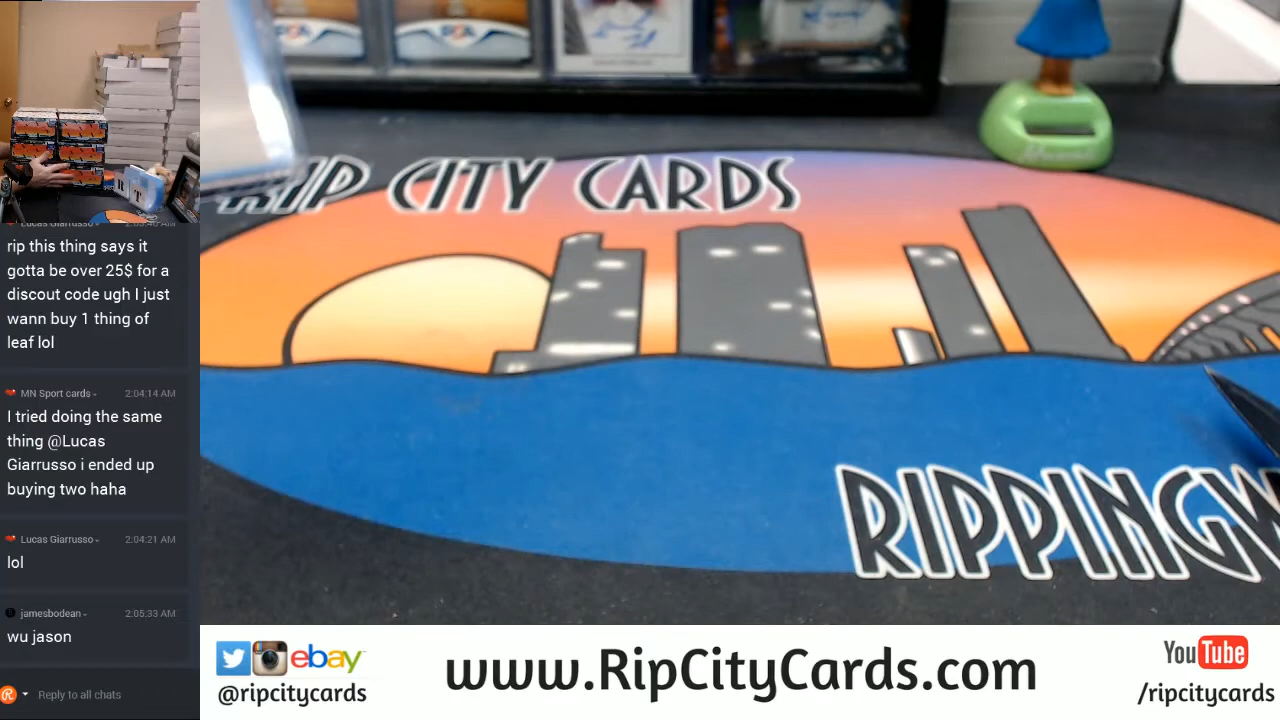 RIP CITY CARDS
RIPPINGW
Lucas Giarrusso
rip this thing says it
gotta be over 25$ for a
discout code ugh I just
wann buy 1 thing of
leaf lol
MN Sport cards
2:04:14 AM
I tried doing the same
thing @Lucas
Giarrusso i ended up
buying two haha
Lucas Giarrusso
2:04:21 AM
lol
jamesbodean
2:05:33 AM
wu jason
Reply to all chats
ebay
@ripcitycards
www.RipCityCards.com
YouTube
/ripcitycards